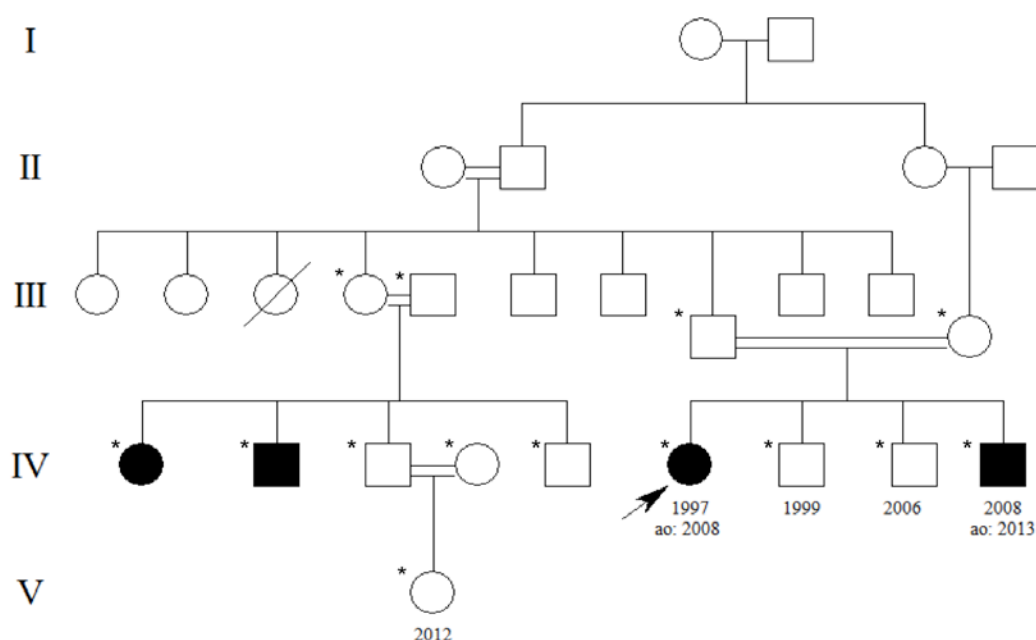 I
II
III
* *
* *
IV
* * * * * * * * *
1997 1999 2006 2008
ao: 2008 ao: 2013
V
*
2012